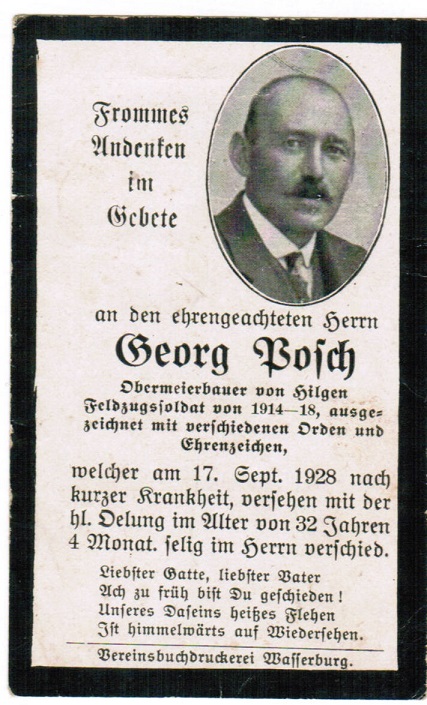 Frommes
Andenken
im
Gebete
an den ehrengeachteten Herrn
Georg Posch
Obermeierbauer von Hilgen
Feldzugssoldat von 1914—18, ausge-
zeichnet mit verschiedenen Orden und
Ehrenzeichen,
welcher am 17. Sept. 1928 nach
kurzer Krankheit, versehen mit der
hl. Oelung im Alter von 32 Jahren
4 Monat. selig im Herrn verschied.
Liebster Gatte, liebster Vater
Ach zu früh bist Du geschieden!
Unseres Daseins heißes Flehen
Ist himmelwärts auf Wiedersehen.
Vereinsbuchdruckerei Wasserburg.